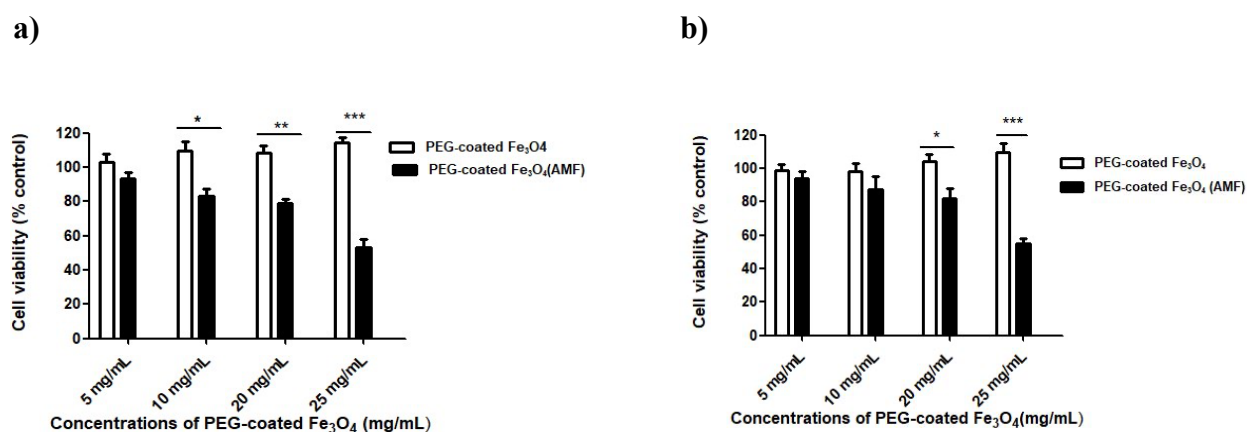 a)
*
**
***
120
100
80
60
40
20
0
Cell viability (% control)
PEG-coated Fe₃O4
PEG-coated Fe₃O₄(AMF)
5 mg/mL
10 mg/mL
20 mg/mL
25 mg/mL
Concentrations of PEG-coated Fe₃O₄ (mg/mL)
b)
*
***
120
100
80
60
40
20
0
Cell viability (% control)
PEG-coated Fe₃O₄
PEG-coated Fe₃O₄ (AMF)
5 mg/mL
10 mg/mL
20 mg/mL
25 mg/mL
Concentrations of PEG-coated Fe₃O₄(mg/mL)